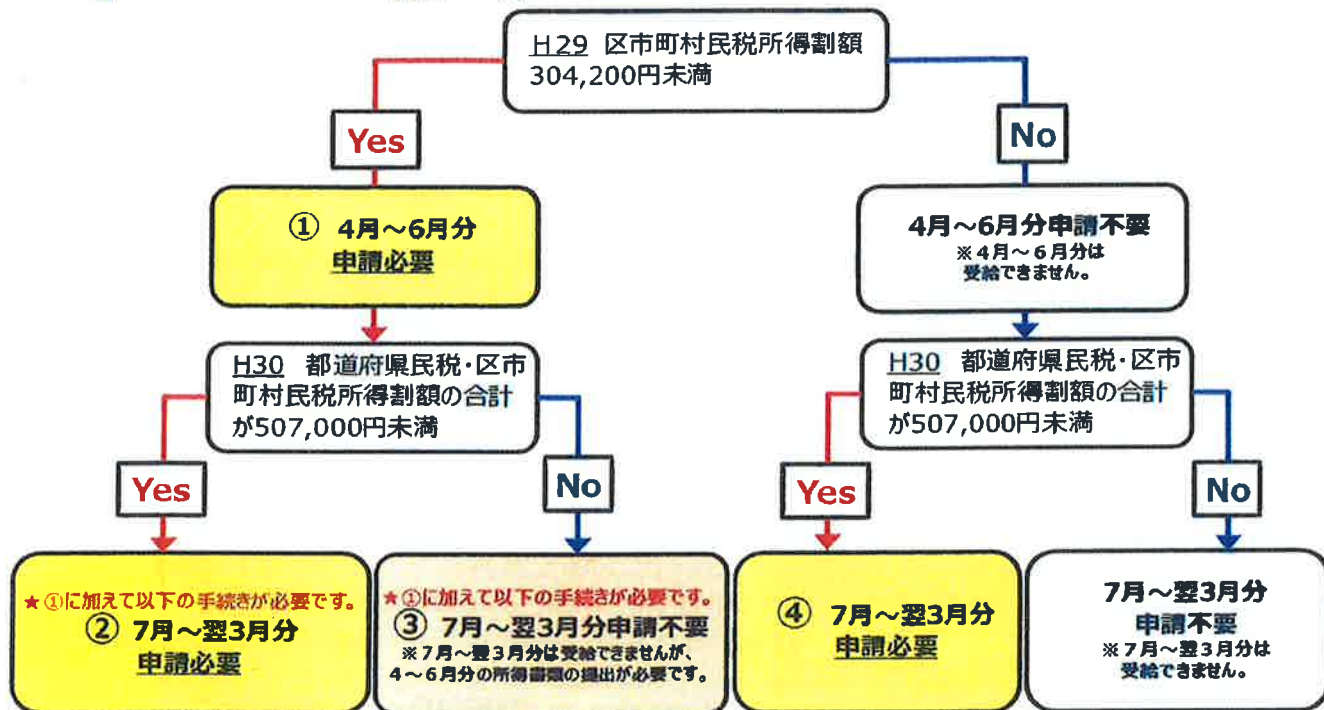 H29 区市町村民税所得割額
304,200円未満
Yes
No
① 4月～6月分
申請必要
4月～6月分申請不要
※4月～6月分は
受給できません。
H30 都道府県民税・区市
町村民税所得割額の合計
が507,000円未満
H30 都道府県民税・区市
町村民税所得割額の合計
が507,000円未満
Yes
No
Yes
No
★①に加えて以下の手続きが必要です。
② 7月～翌3月分
申請必要
★①に加えて以下の手続きが必要です。
③ 7月～翌3月分申請不要
※7月～翌3月分は受給できませんが、
4～6月分の所得書類の提出が必要です。
④ 7月～翌3月分
申請必要
7月～翌3月分
申請不要
※7月～翌3月分は
受給できません。